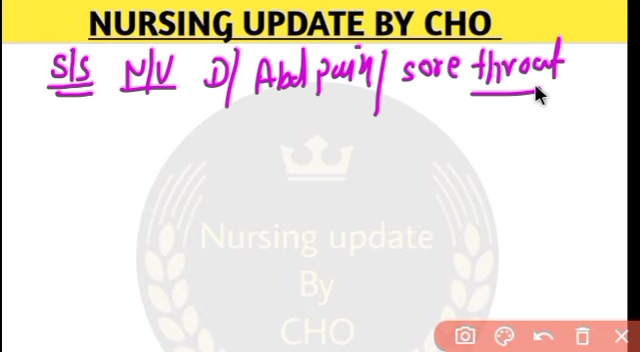 NURSING UPDATE BY CHO
S/S N/V D/ Abd pain/ sore throat
Nursing update
By
CHO